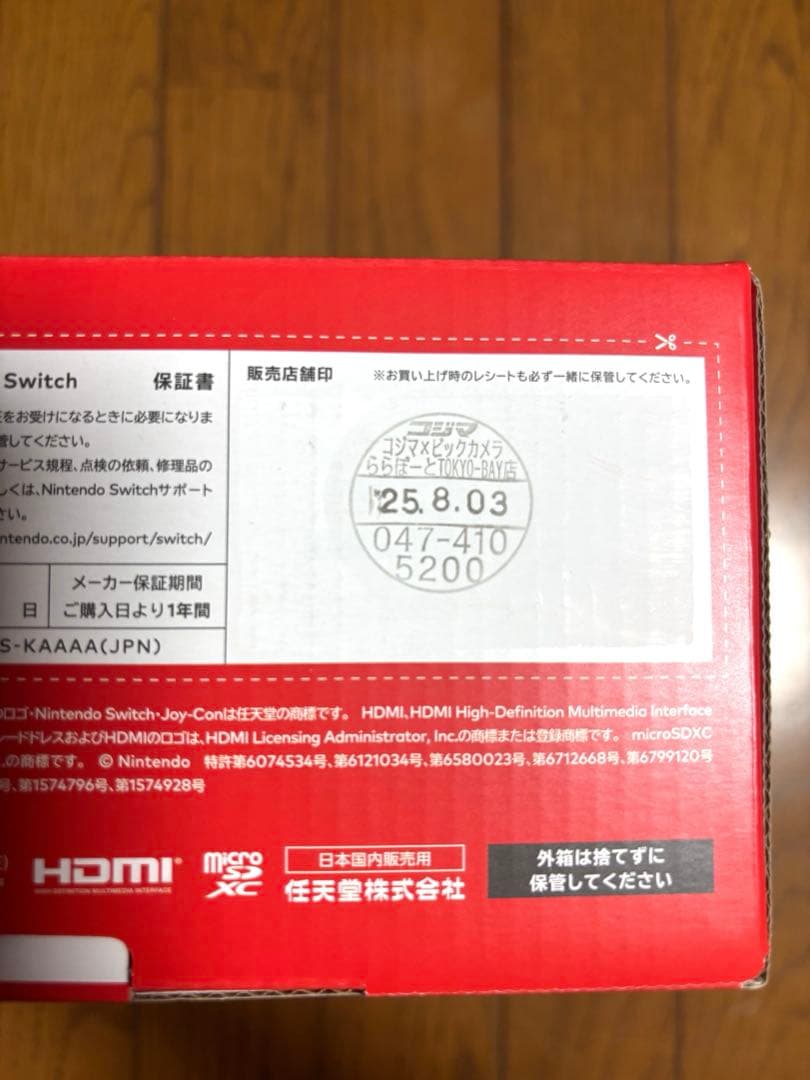 Switch 保証書
をお受けになるときに必要になりま
管してください。
サービス規程、点検の依頼、修理品の
しくは、Nintendo Switchサポート
さい。
ntendo.co.jp/support/switch/
日 メーカー保証期間
ご購入日より1年間
S-KAAAA(JPN)
販売店舗印 ※お買い上げ時のレシートも必ず一緒に保管してください。
コジマ
コジマ×ビックカメラ
ららぽーとTOKYO-BAY店
25.8.03
047-410
5200
ロゴ・Nintendo Switch・Joy-Conは任天堂の商標です。 HDMI、HDMI High-Definition Multimedia Interface
レードドレスおよびHDMIのロゴは、HDMI Licensing Administrator, Inc.の商標または登録商標です。 microSDXC
の商標です。 © Nintendo 特許第6074534号、第6121034号、第6580023号、第6712668号、第6799120号
号、第1574796号、第1574928号
HDMI
HIGH-DEFINITION MULTIMEDIA INTERFACE
micro
SD
XC
日本国内販売用
任天堂株式会社
外箱は捨てずに
保管してください